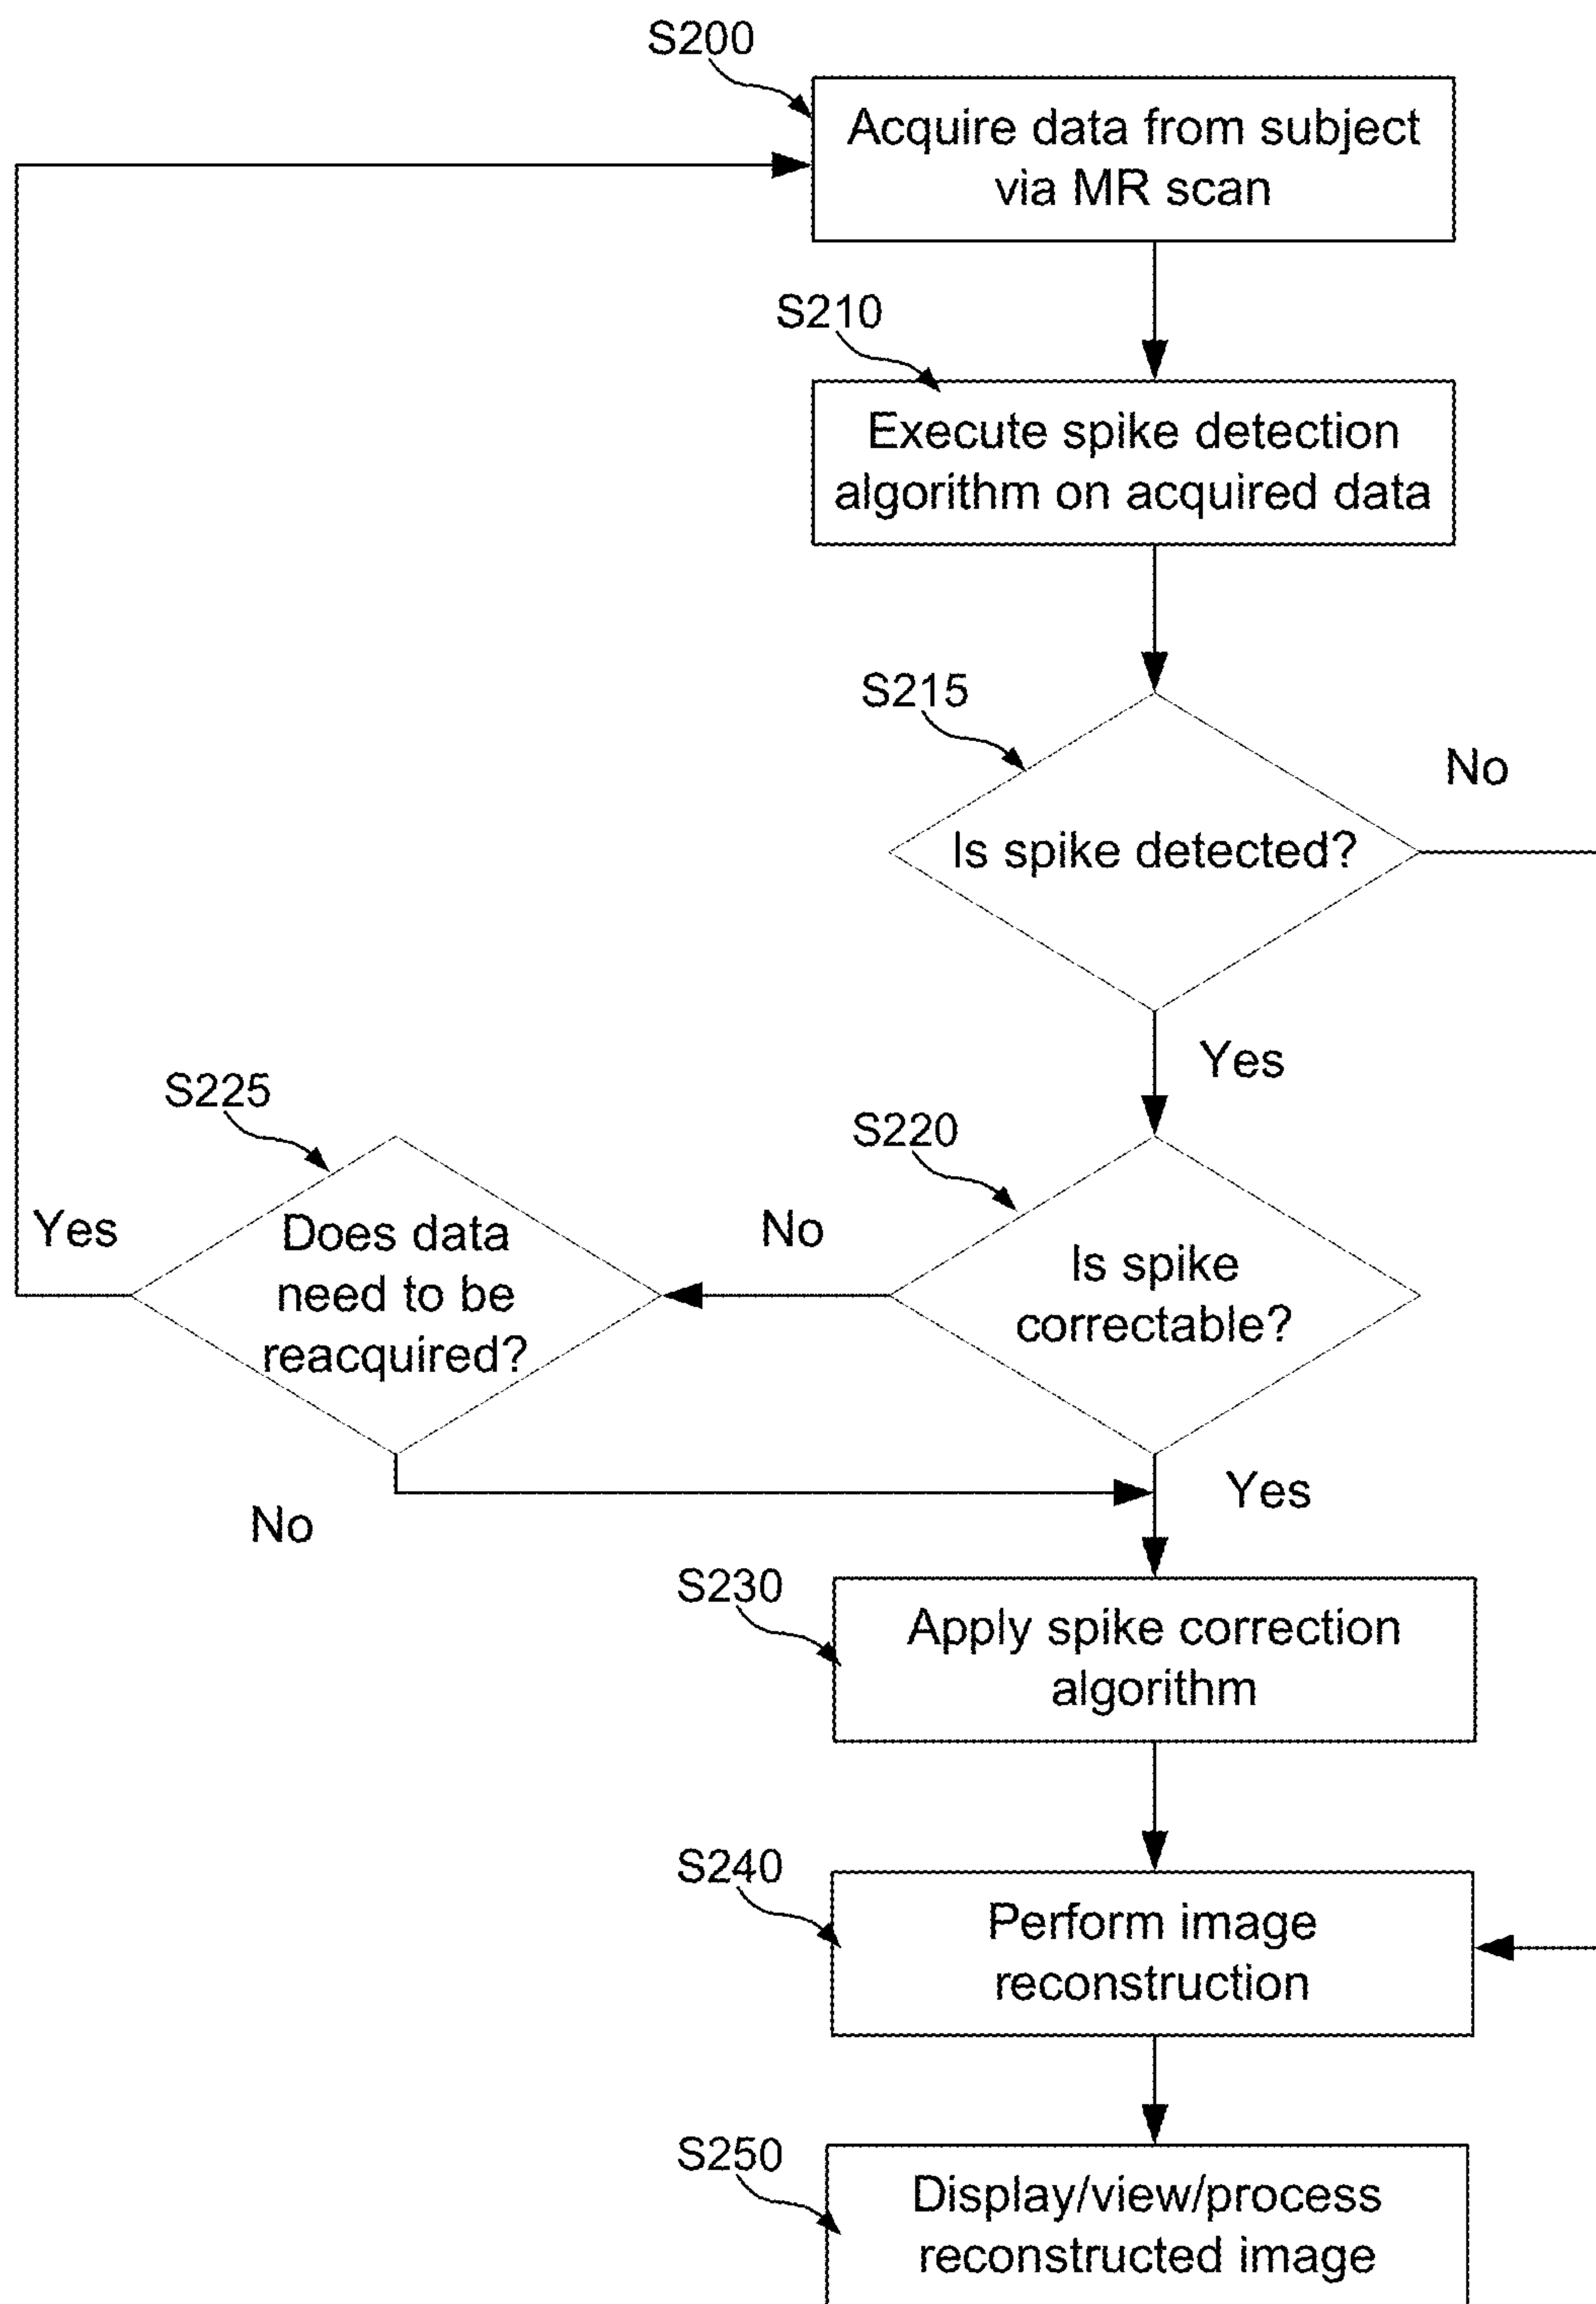 S200
Acquire data from subject
via MR scan
S210
Execute spike detection
algorithm on acquired data
S215
Is spike detected?
No
Yes
S225
S220
Yes
Does data
need to be
reacquired?
No
Is spike
correctable?
No
Yes
S230
Apply spike correction
algorithm
S240
Perform image
reconstruction
S250
Display/view/process
reconstructed image